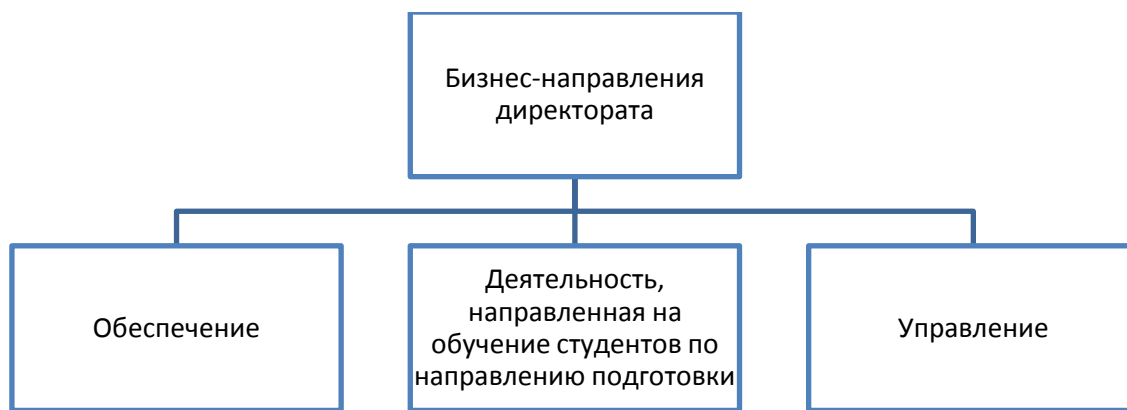 Бизнес-направления
директората
Обеспечение
Деятельность,
направленная на
обучение студентов по
направлению подготовки
Управление